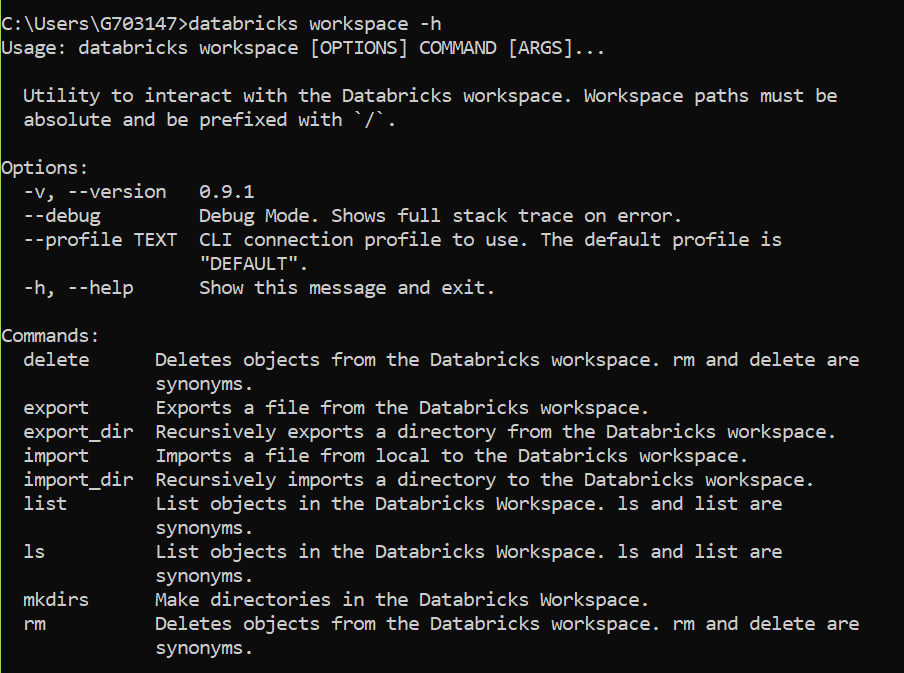 C:\Users\G703147>databricks workspace -h
Usage: databricks workspace [OPTIONS] COMMAND [ARGS]...
Utility to interact with the Databricks workspace. Workspace paths must be
absolute and be prefixed with `/`.
Options:
-v, --version   0.9.1
--debug         Debug Mode. Shows full stack trace on error.
--profile TEXT  CLI connection profile to use. The default profile is
"DEFAULT".
-h, --help      Show this message and exit.
Commands:
delete      Deletes objects from the Databricks workspace. rm and delete are
synonyms.
export      Exports a file from the Databricks workspace.
export_dir  Recursively exports a directory from the Databricks workspace.
import      Imports a file from local to the Databricks workspace.
import_dir  Recursively imports a directory to the Databricks workspace.
list        List objects in the Databricks Workspace. ls and list are
synonyms.
ls          List objects in the Databricks Workspace. ls and list are
synonyms.
mkdirs      Make directories in the Databricks Workspace.
rm          Deletes objects from the Databricks workspace. rm and delete are
synonyms.